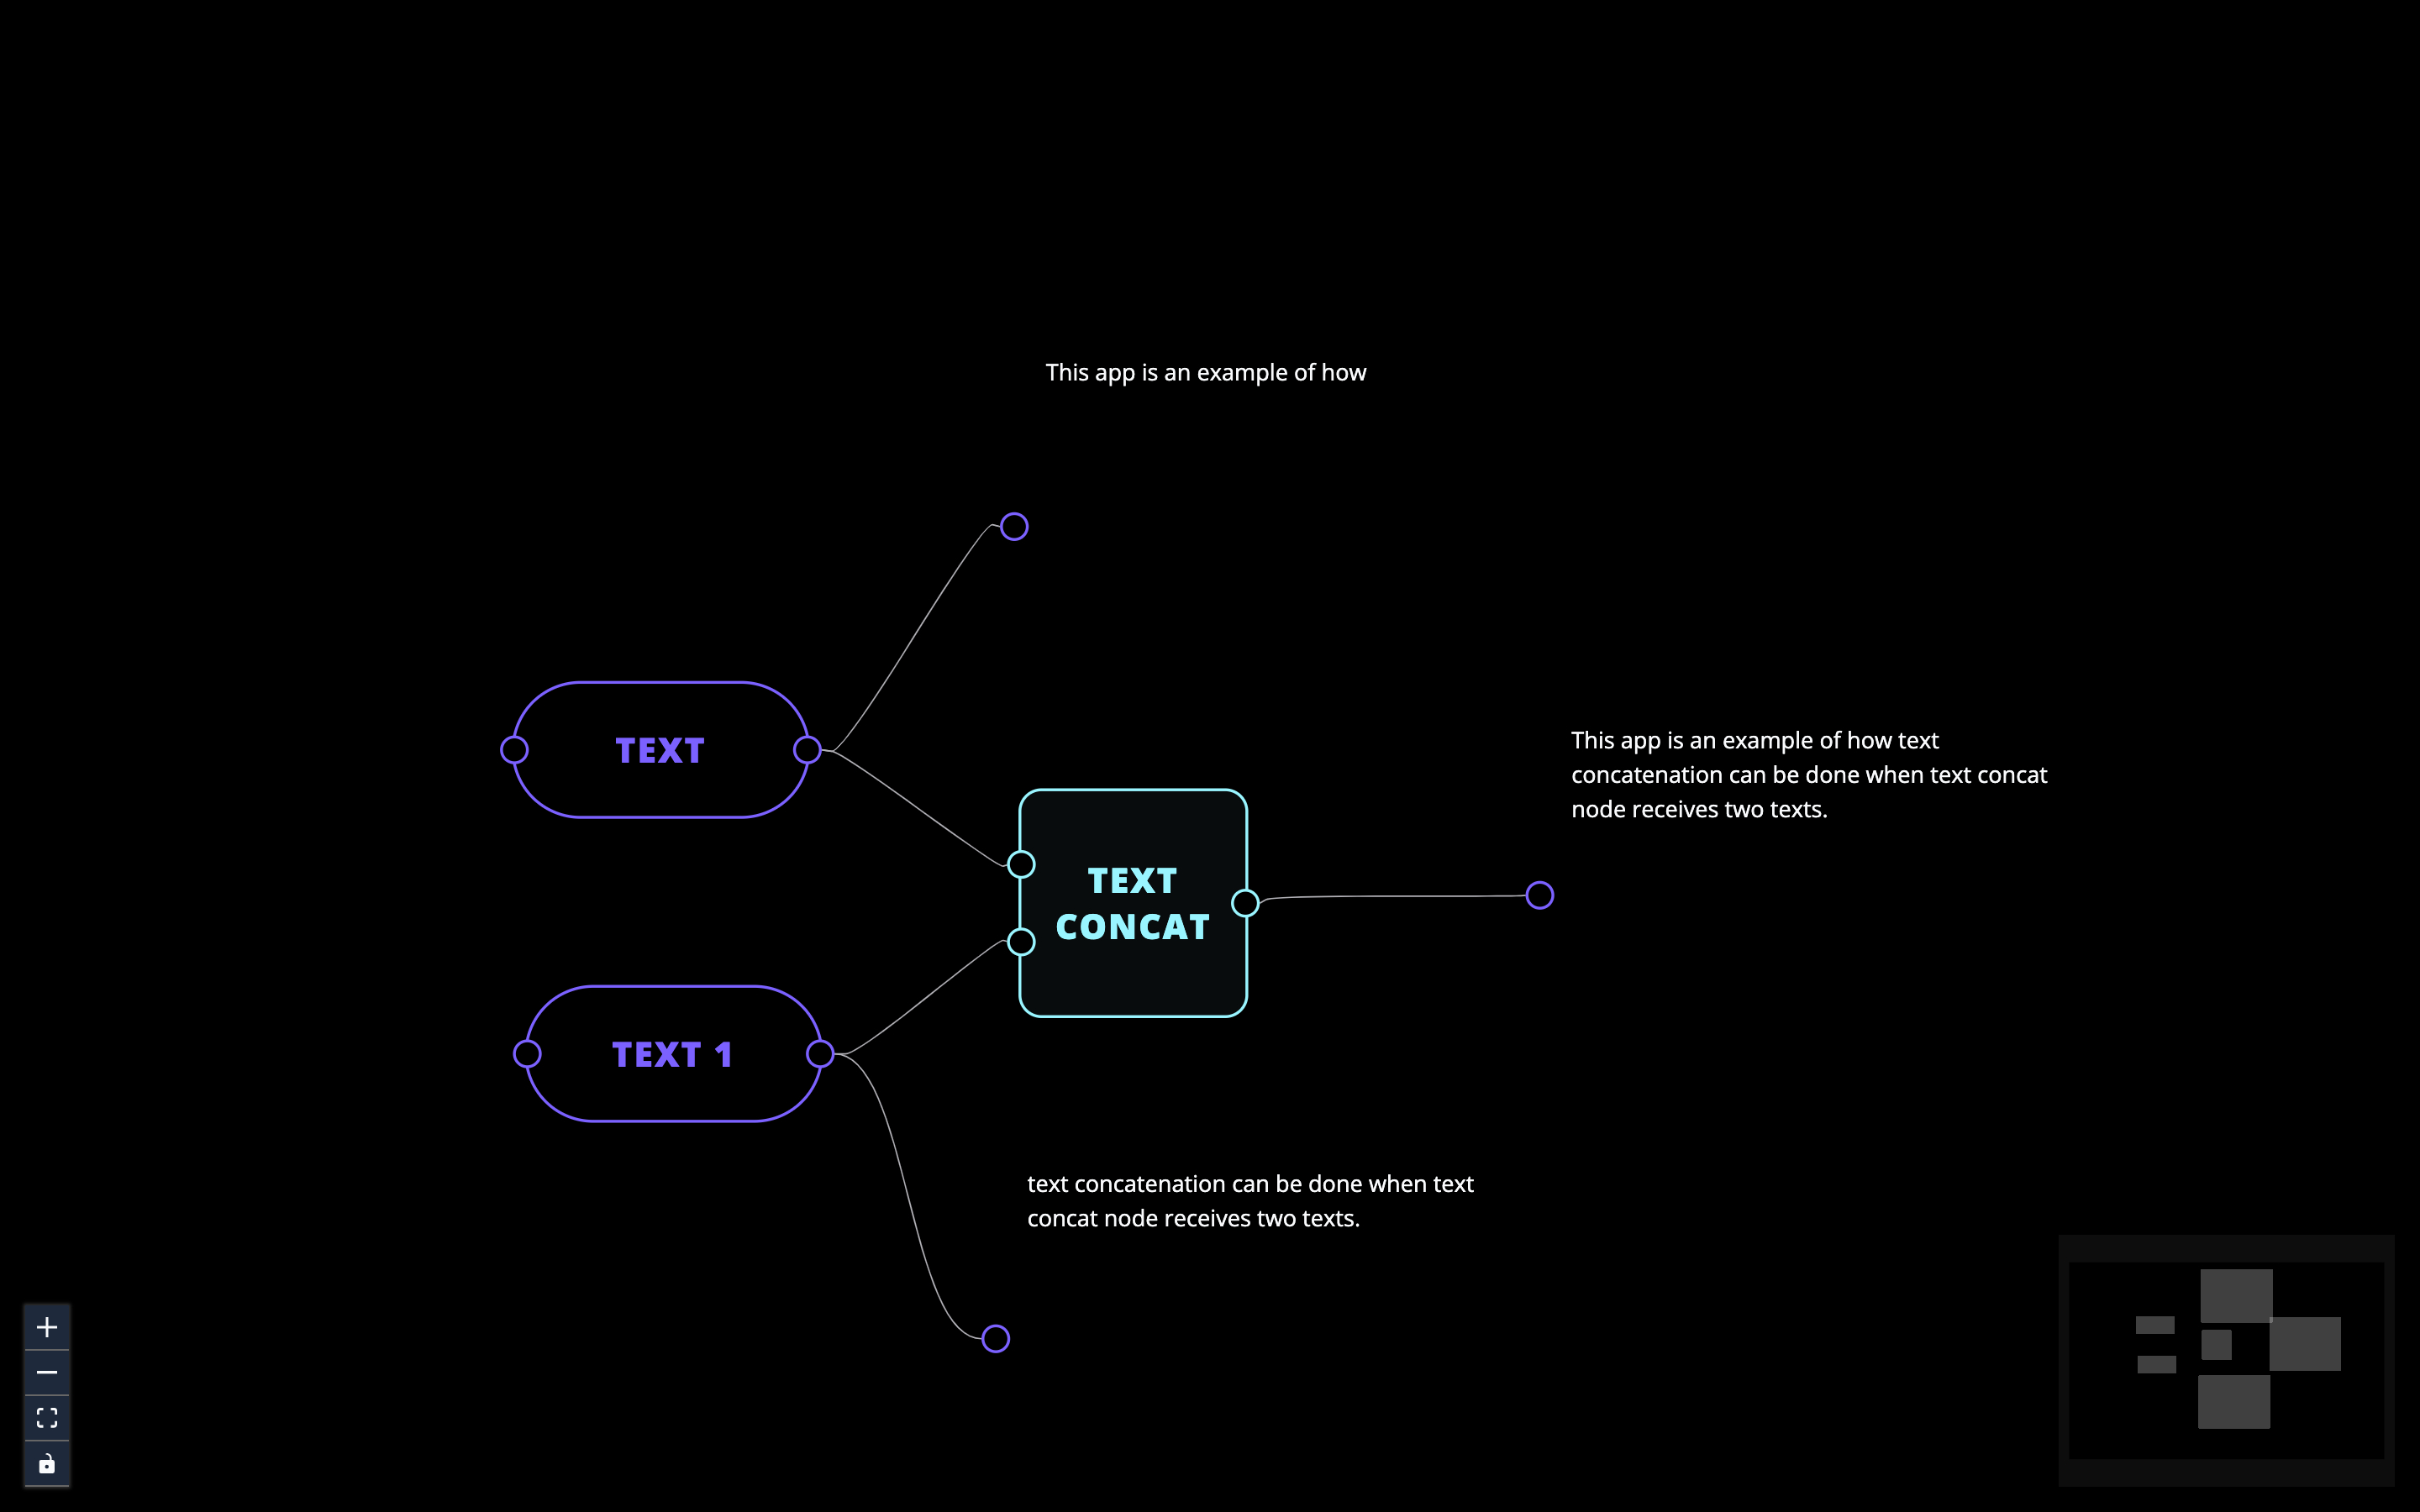 This app is an example of how
TEXT
This app is an example of how text
concatenation can be done when text concat
node receives two texts.
TEXT
CONCAT
TEXT 1
text concatenation can be done when text
concat node receives two texts.